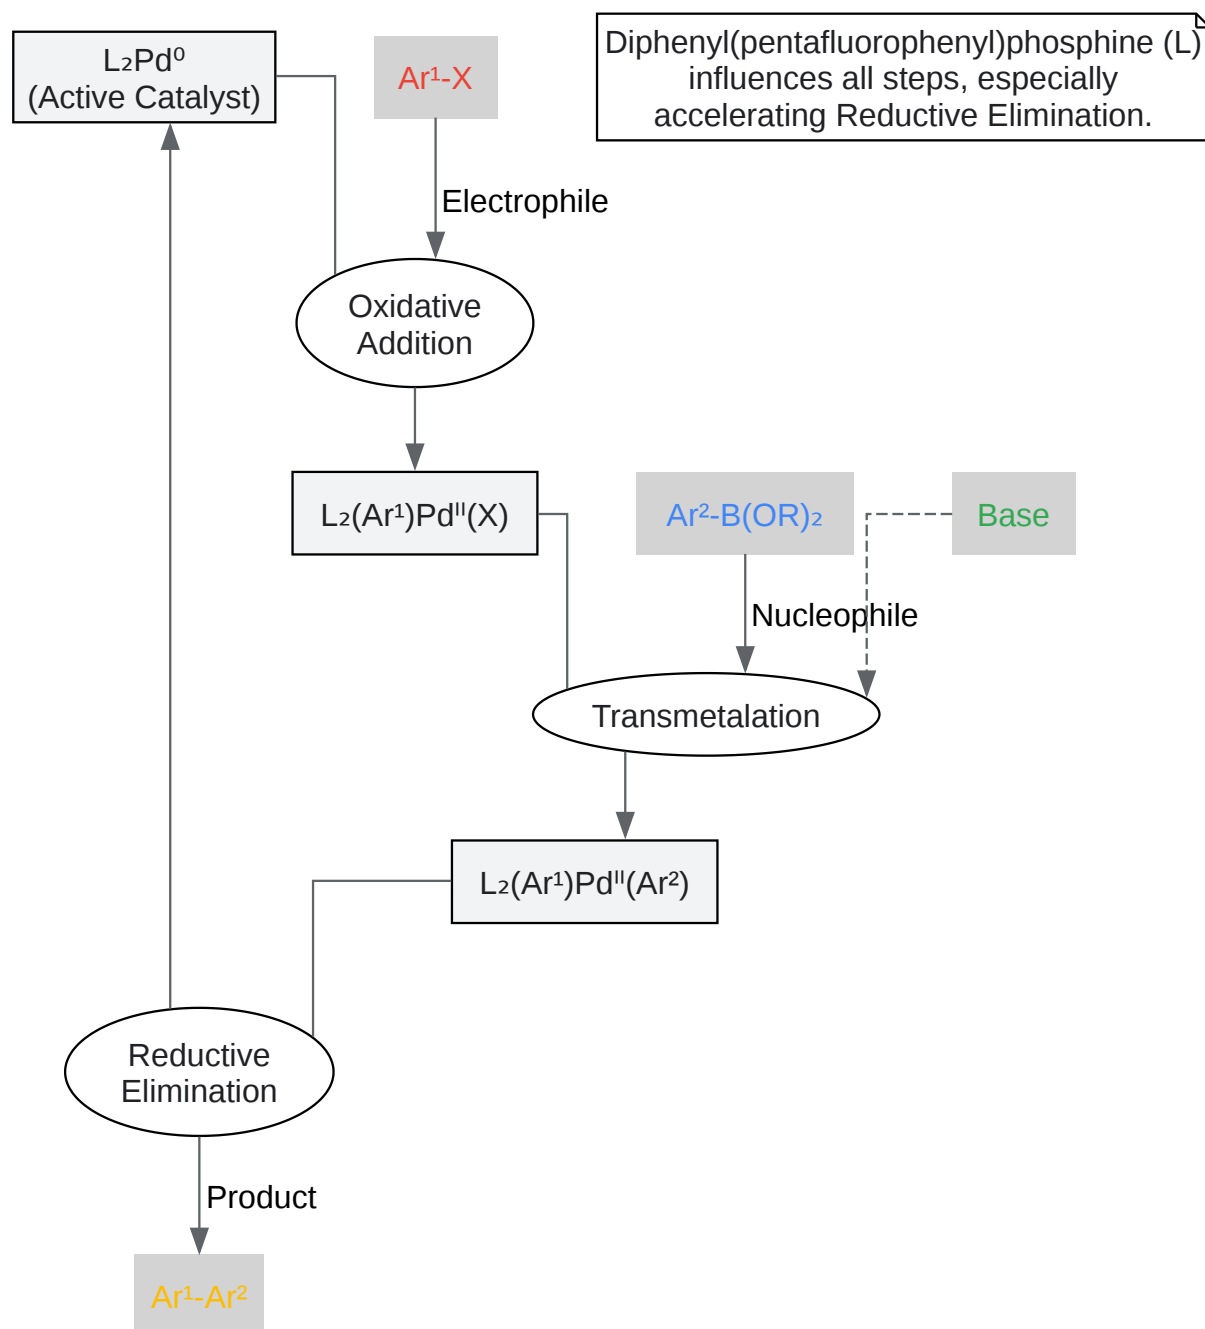 L₂Pd⁰
(Active Catalyst)
Ar¹-X
Diphenyl(pentafluorophenyl)phosphine (L)
influences all steps, especially
accelerating Reductive Elimination.
Electrophile
Oxidative
Addition
L₂(Ar¹)Pdᴵᴵ(X)
Ar²-B(OR)₂
Base
Nucleophile
Transmetalation
L₂(Ar¹)Pdᴵᴵ(Ar²)
Reductive
Elimination
Product
Ar¹-Ar²